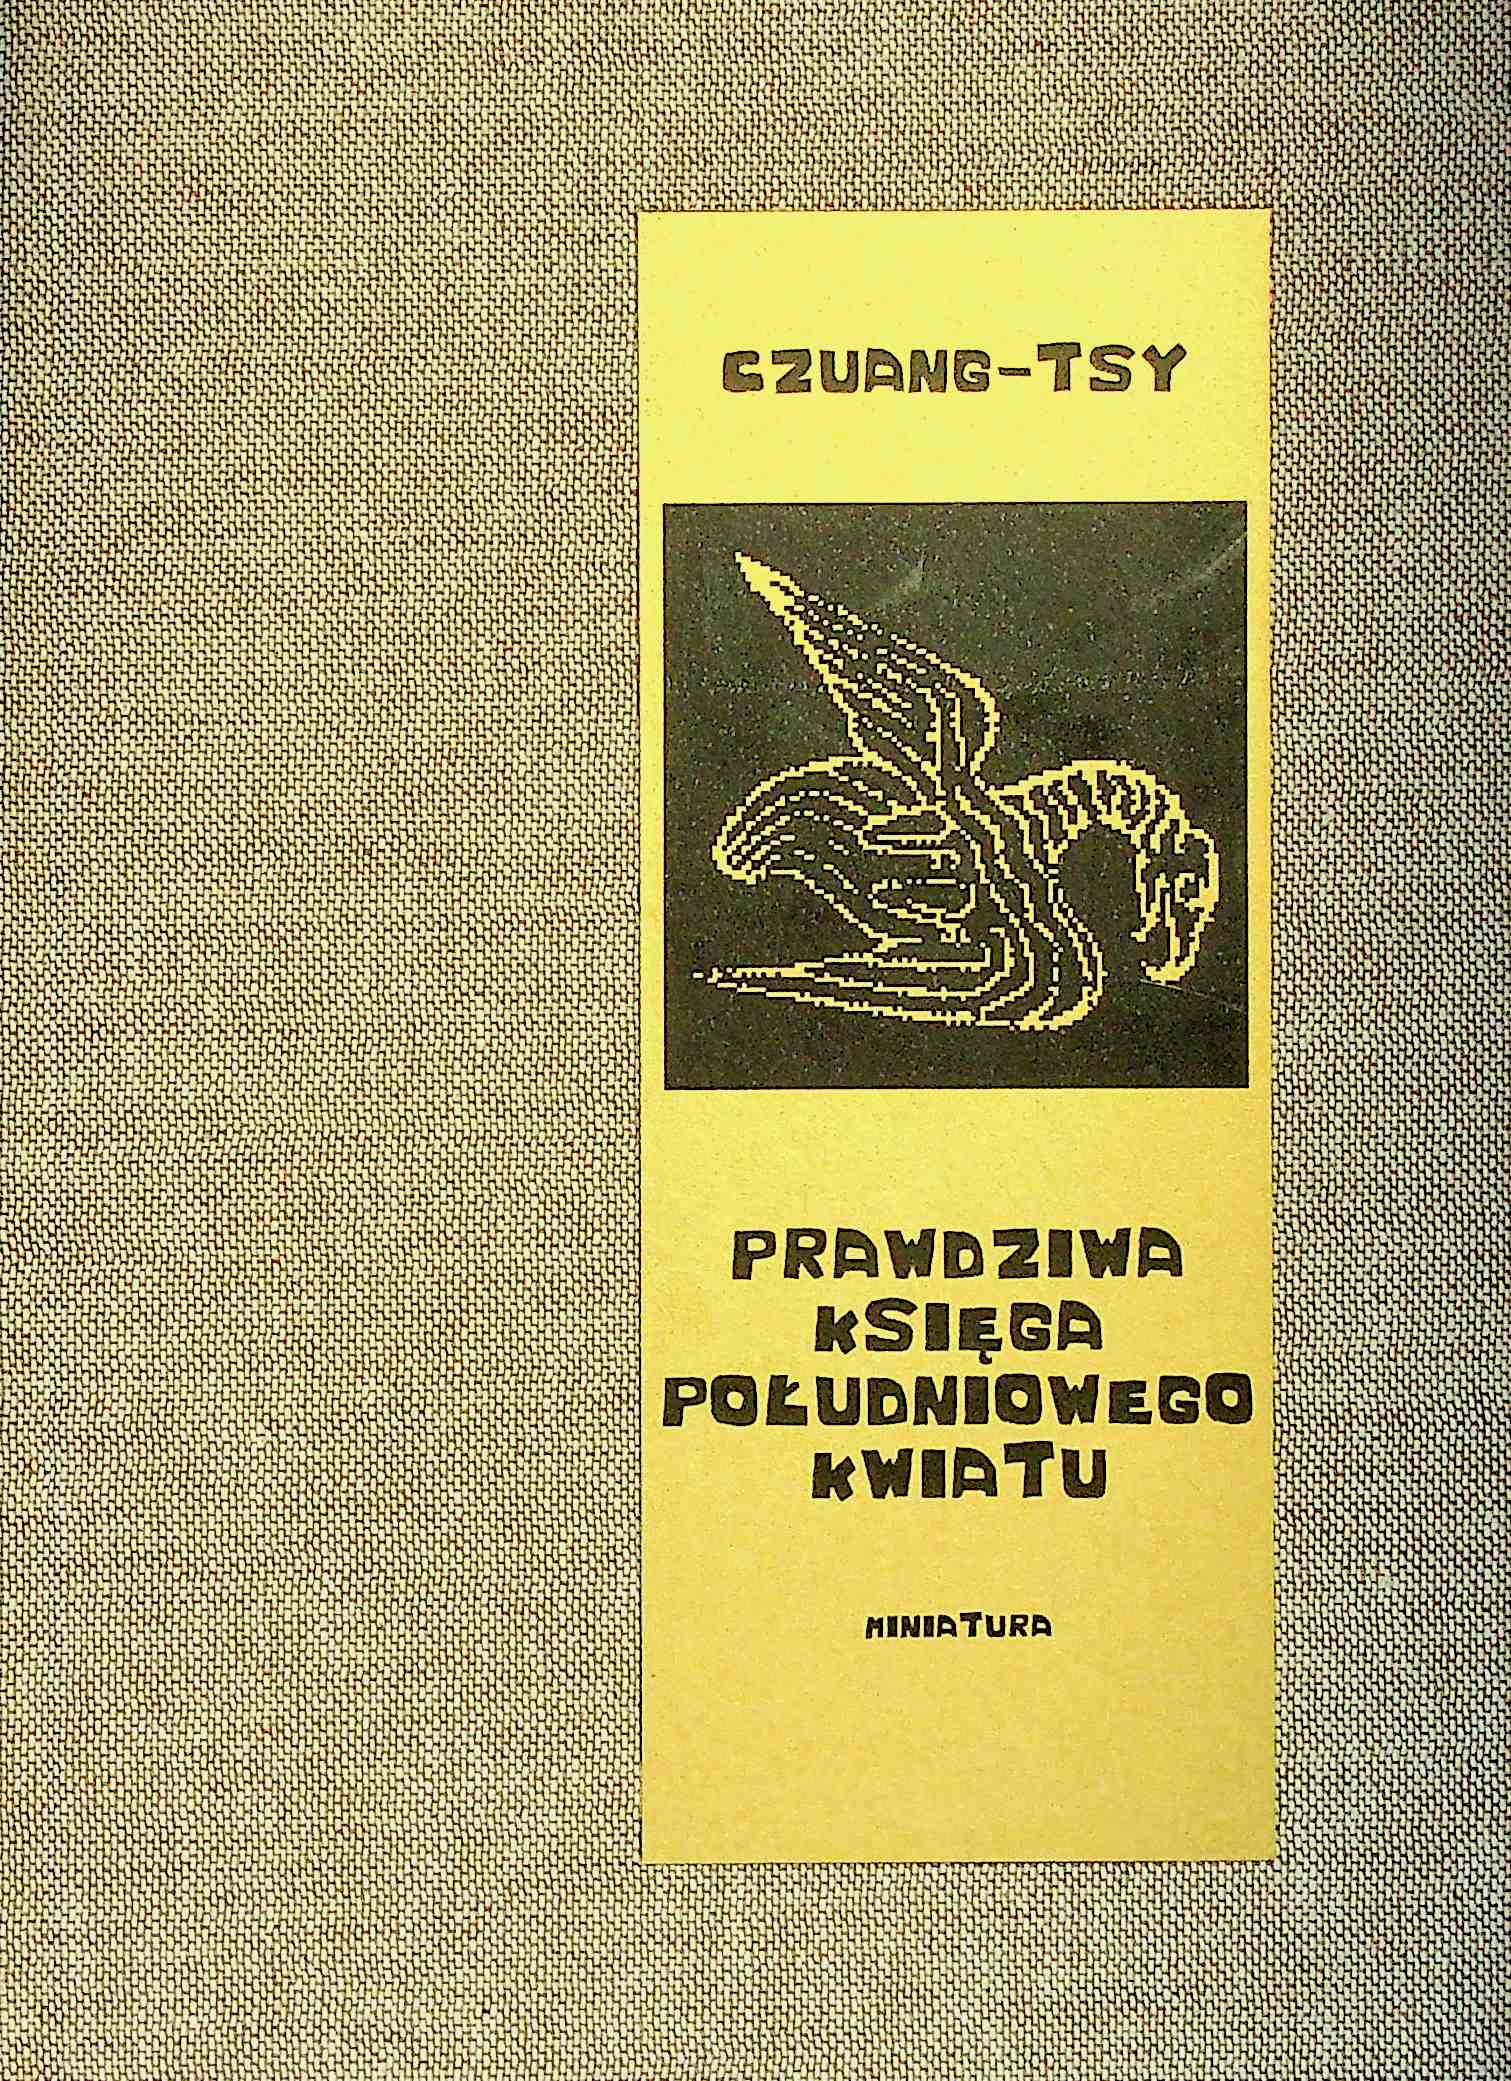 CZUANG-TSY
PRAWDZIWA
KSIĘGA
POŁUDNIOWEGO
KWIATU
MINIATURA